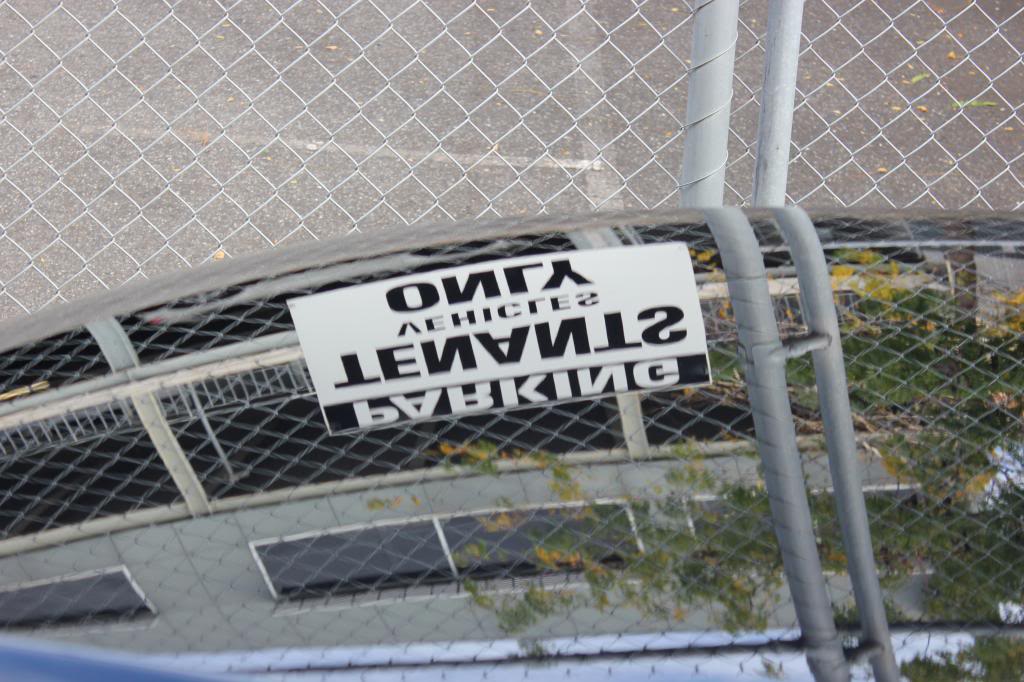 PARKING
TENANTS
VEHICLES
ONLY